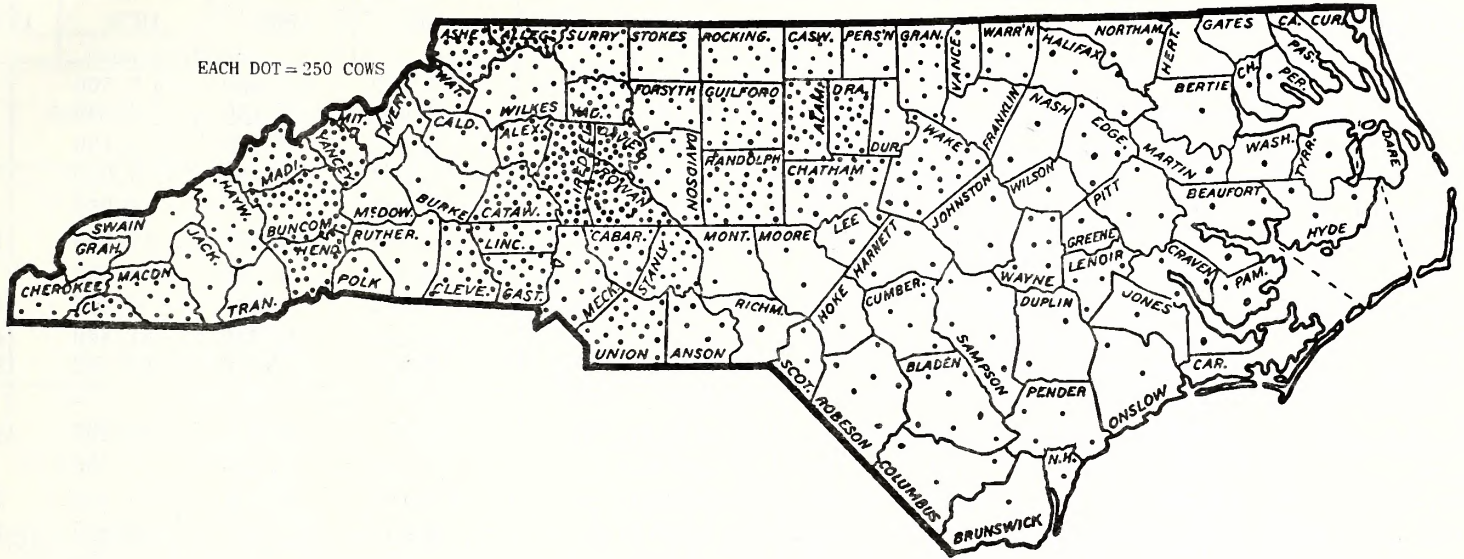 EACH DOT = 250 COWS
ASHE
ALLEG.
SURRY
STOKES
ROCKING.
CASW.
PERS'N
GRAN.
VANCE
WARR'N
HALIFAX
NORTHAM.
HERT.
GATES
CA.
CUR.
PAS.
PER.
CH.
WAT.
WILKES
YAD.
FORSYTH
GUILFORD
ALAM.
ORA.
DUR.
FRANKLIN
NASH
EDGE.
BERTIE
MIT.
AVERY
CALD.
ALEX.
IREDELL
DAVIE
DAVIDSON
RANDOLPH
CHATHAM
WAKE
WILSON
MARTIN
WASH.
TYRR.
DARE
MADI.
YANCEY
HAYW.
BUNCOM.
McDOW.
BURKE
CATAW.
ROWAN
JOHNSTON
PITT
BEAUFORT
HYDE
SWAIN
GRAH.
JACK.
HEND.
RUTHER.
POLK
CLEVE.
LINC.
GAST.
CABAR.
STANLY
MONT.
MOORE
LEE
HARNETT
WAYNE
GREENE
LENOIR
CRAVEN
PAM.
CHEROKEE
CL.
MACON
TRAN.
MECK.
UNION
ANSON
RICHM.
SCOT.
HOKE
CUMBER.
SAMPSON
DUPLIN
JONES
CAR.
ROBESON
BLADEN
PENDER
ONSLOW
COLUMBUS
BRUNSWICK
N.H.